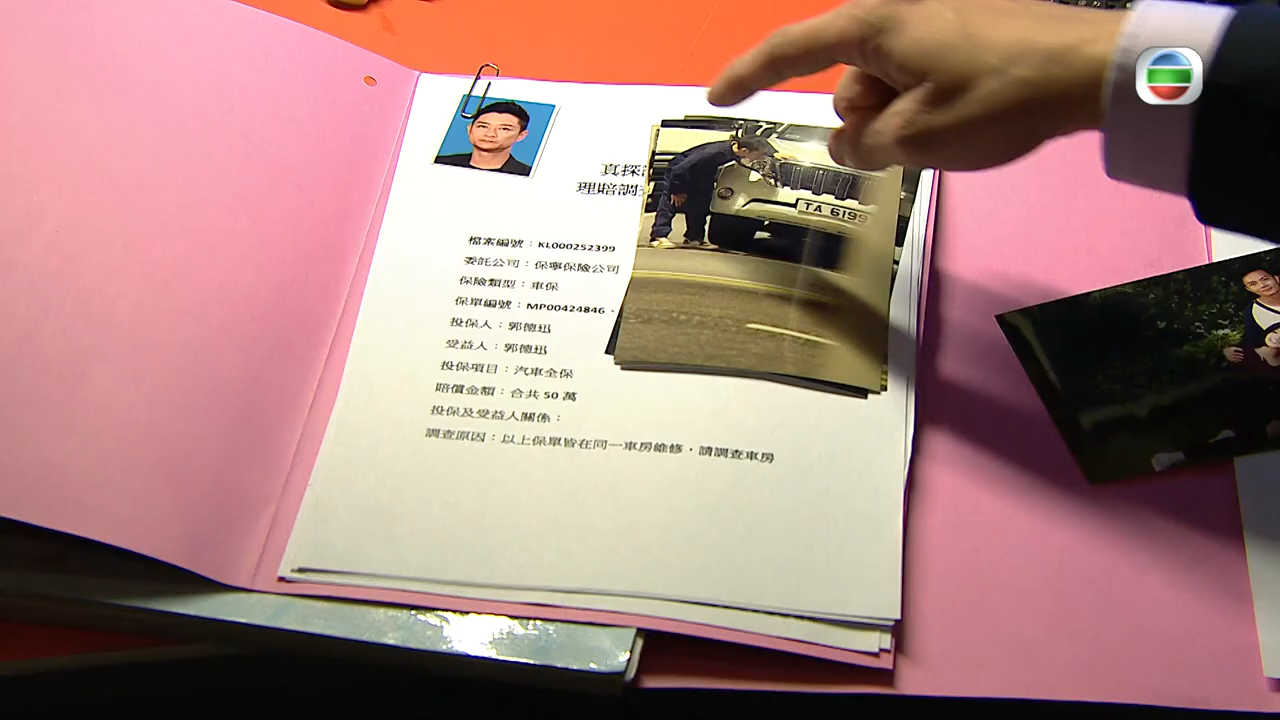 真探
理賠調
TA 6199
檔案編號：KL000252399
委託公司：保寧保險公司
保險類型：車保
保單編號：MP00424846、
投保人：郭德迅
受益人：郭德迅
投保項目：汽車全保
賠償金額：合共 50 萬
投保及受益人關係：
調查原因：以上保單皆在同一車房維修，請調查車房